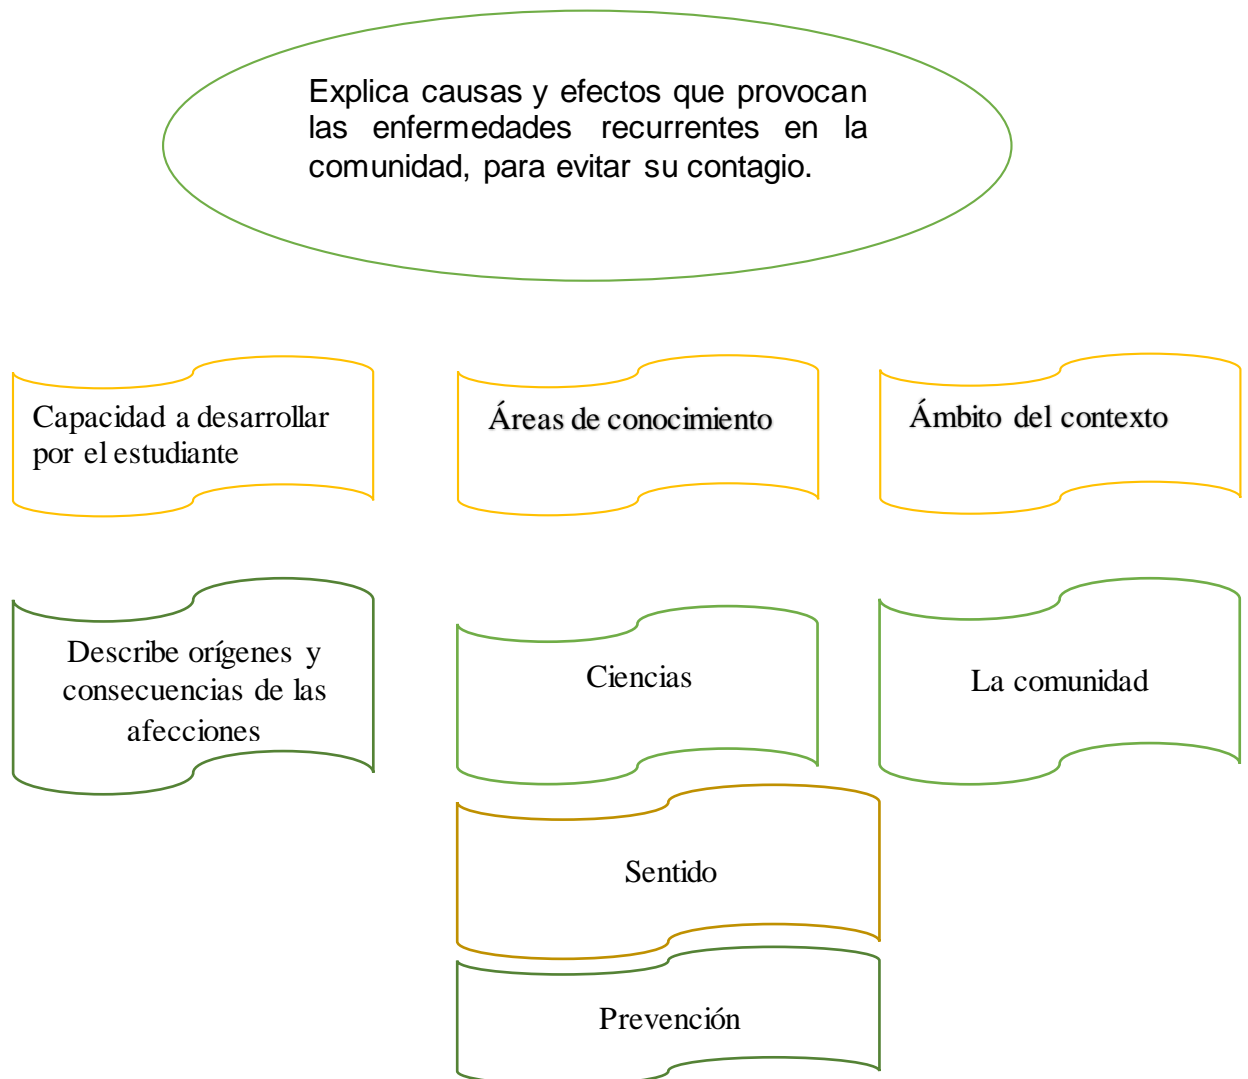 Explica causas y efectos que provocan
las enfermedades recurrentes en la
comunidad, para evitar su contagio.
Capacidad a desarrollar
por el estudiante
Áreas de conocimiento
Ámbito del contexto
Describe orígenes y
consecuencias de las
afecciones
Ciencias
La comunidad
Sentido
Prevención